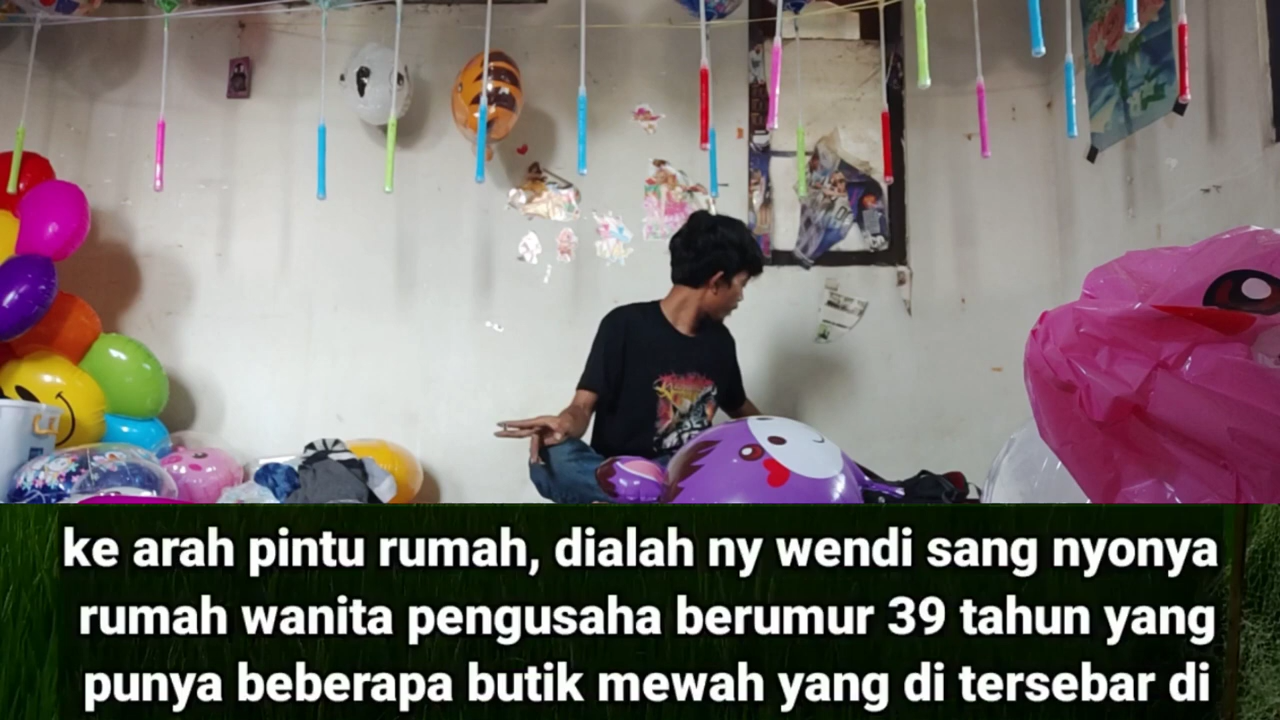 ke arah pintu rumah, dialah ny wendi sang nyonya
rumah wanita pengusaha berumur 39 tahun yang
punya beberapa butik mewah yang di tersebar di